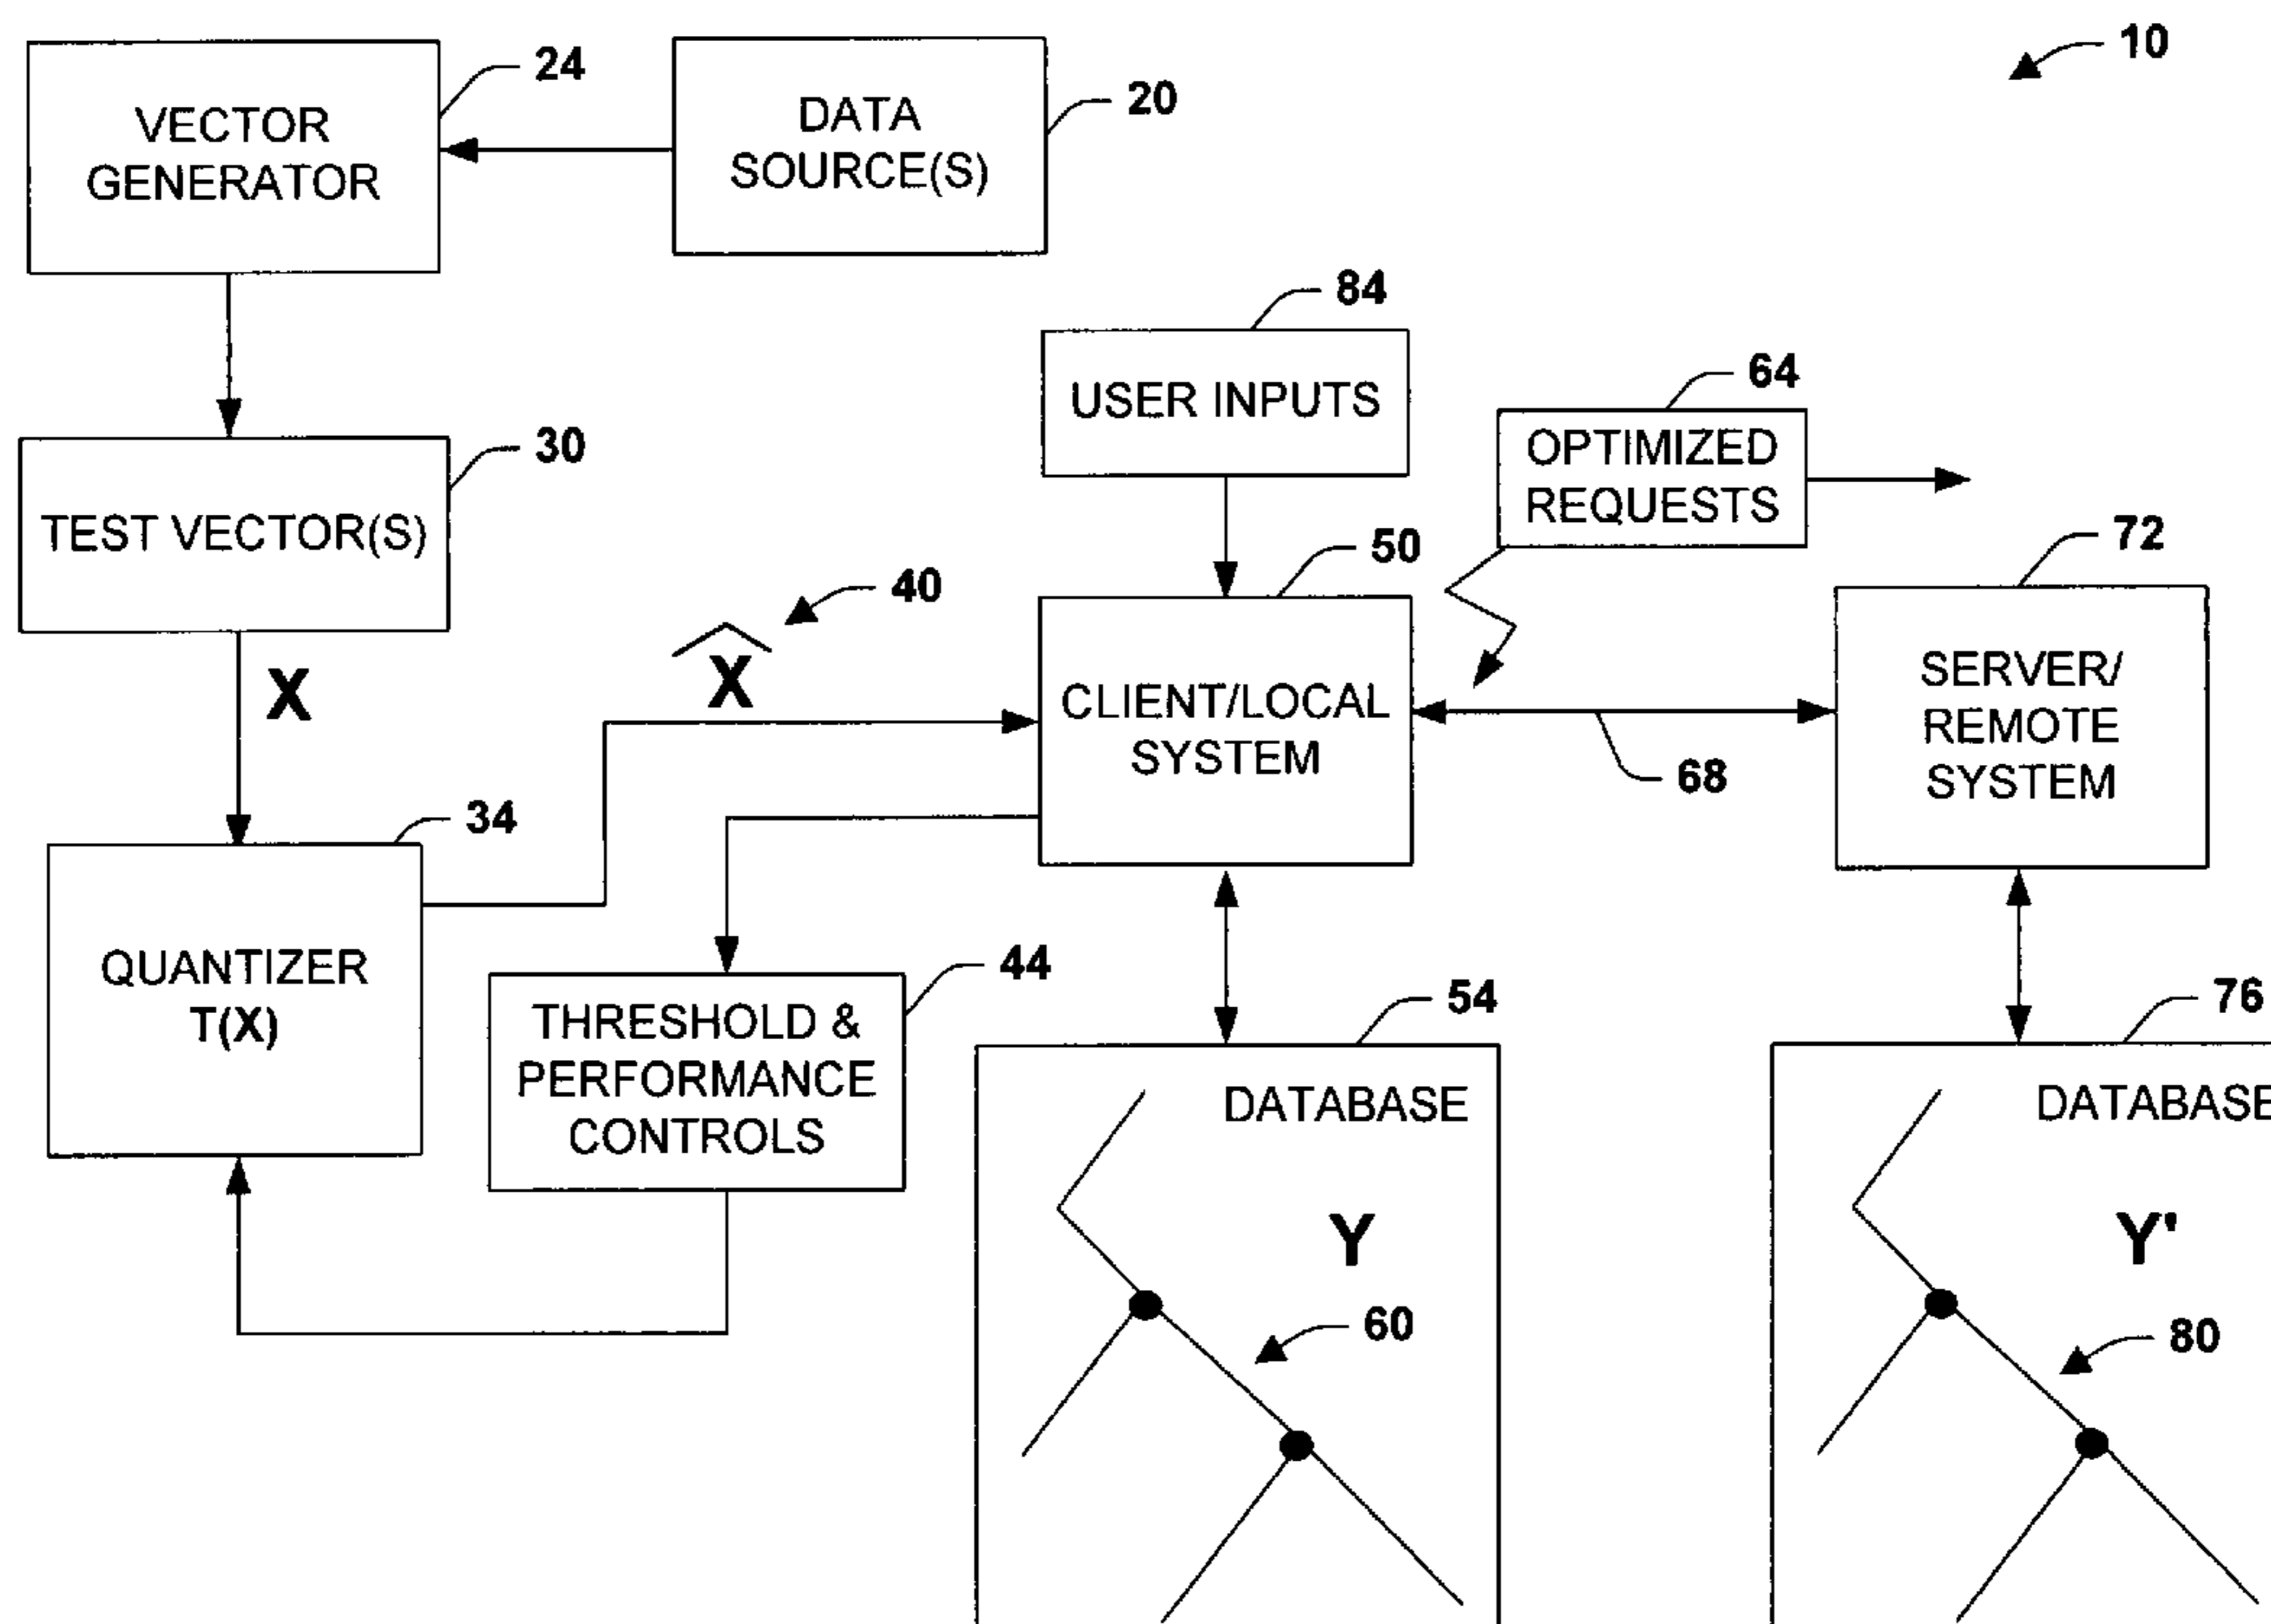 10
24
VECTOR
GENERATOR
20
DATA
SOURCE(S)
84
USER INPUTS
64
OPTIMIZED
REQUESTS
30
TEST VECTOR(S)
X
40
X̂
50
CLIENT/LOCAL
SYSTEM
68
72
SERVER/
REMOTE
SYSTEM
34
QUANTIZER
T(X)
44
THRESHOLD &
PERFORMANCE
CONTROLS
54
DATABASE
Y
60
76
DATABASE
Y'
80